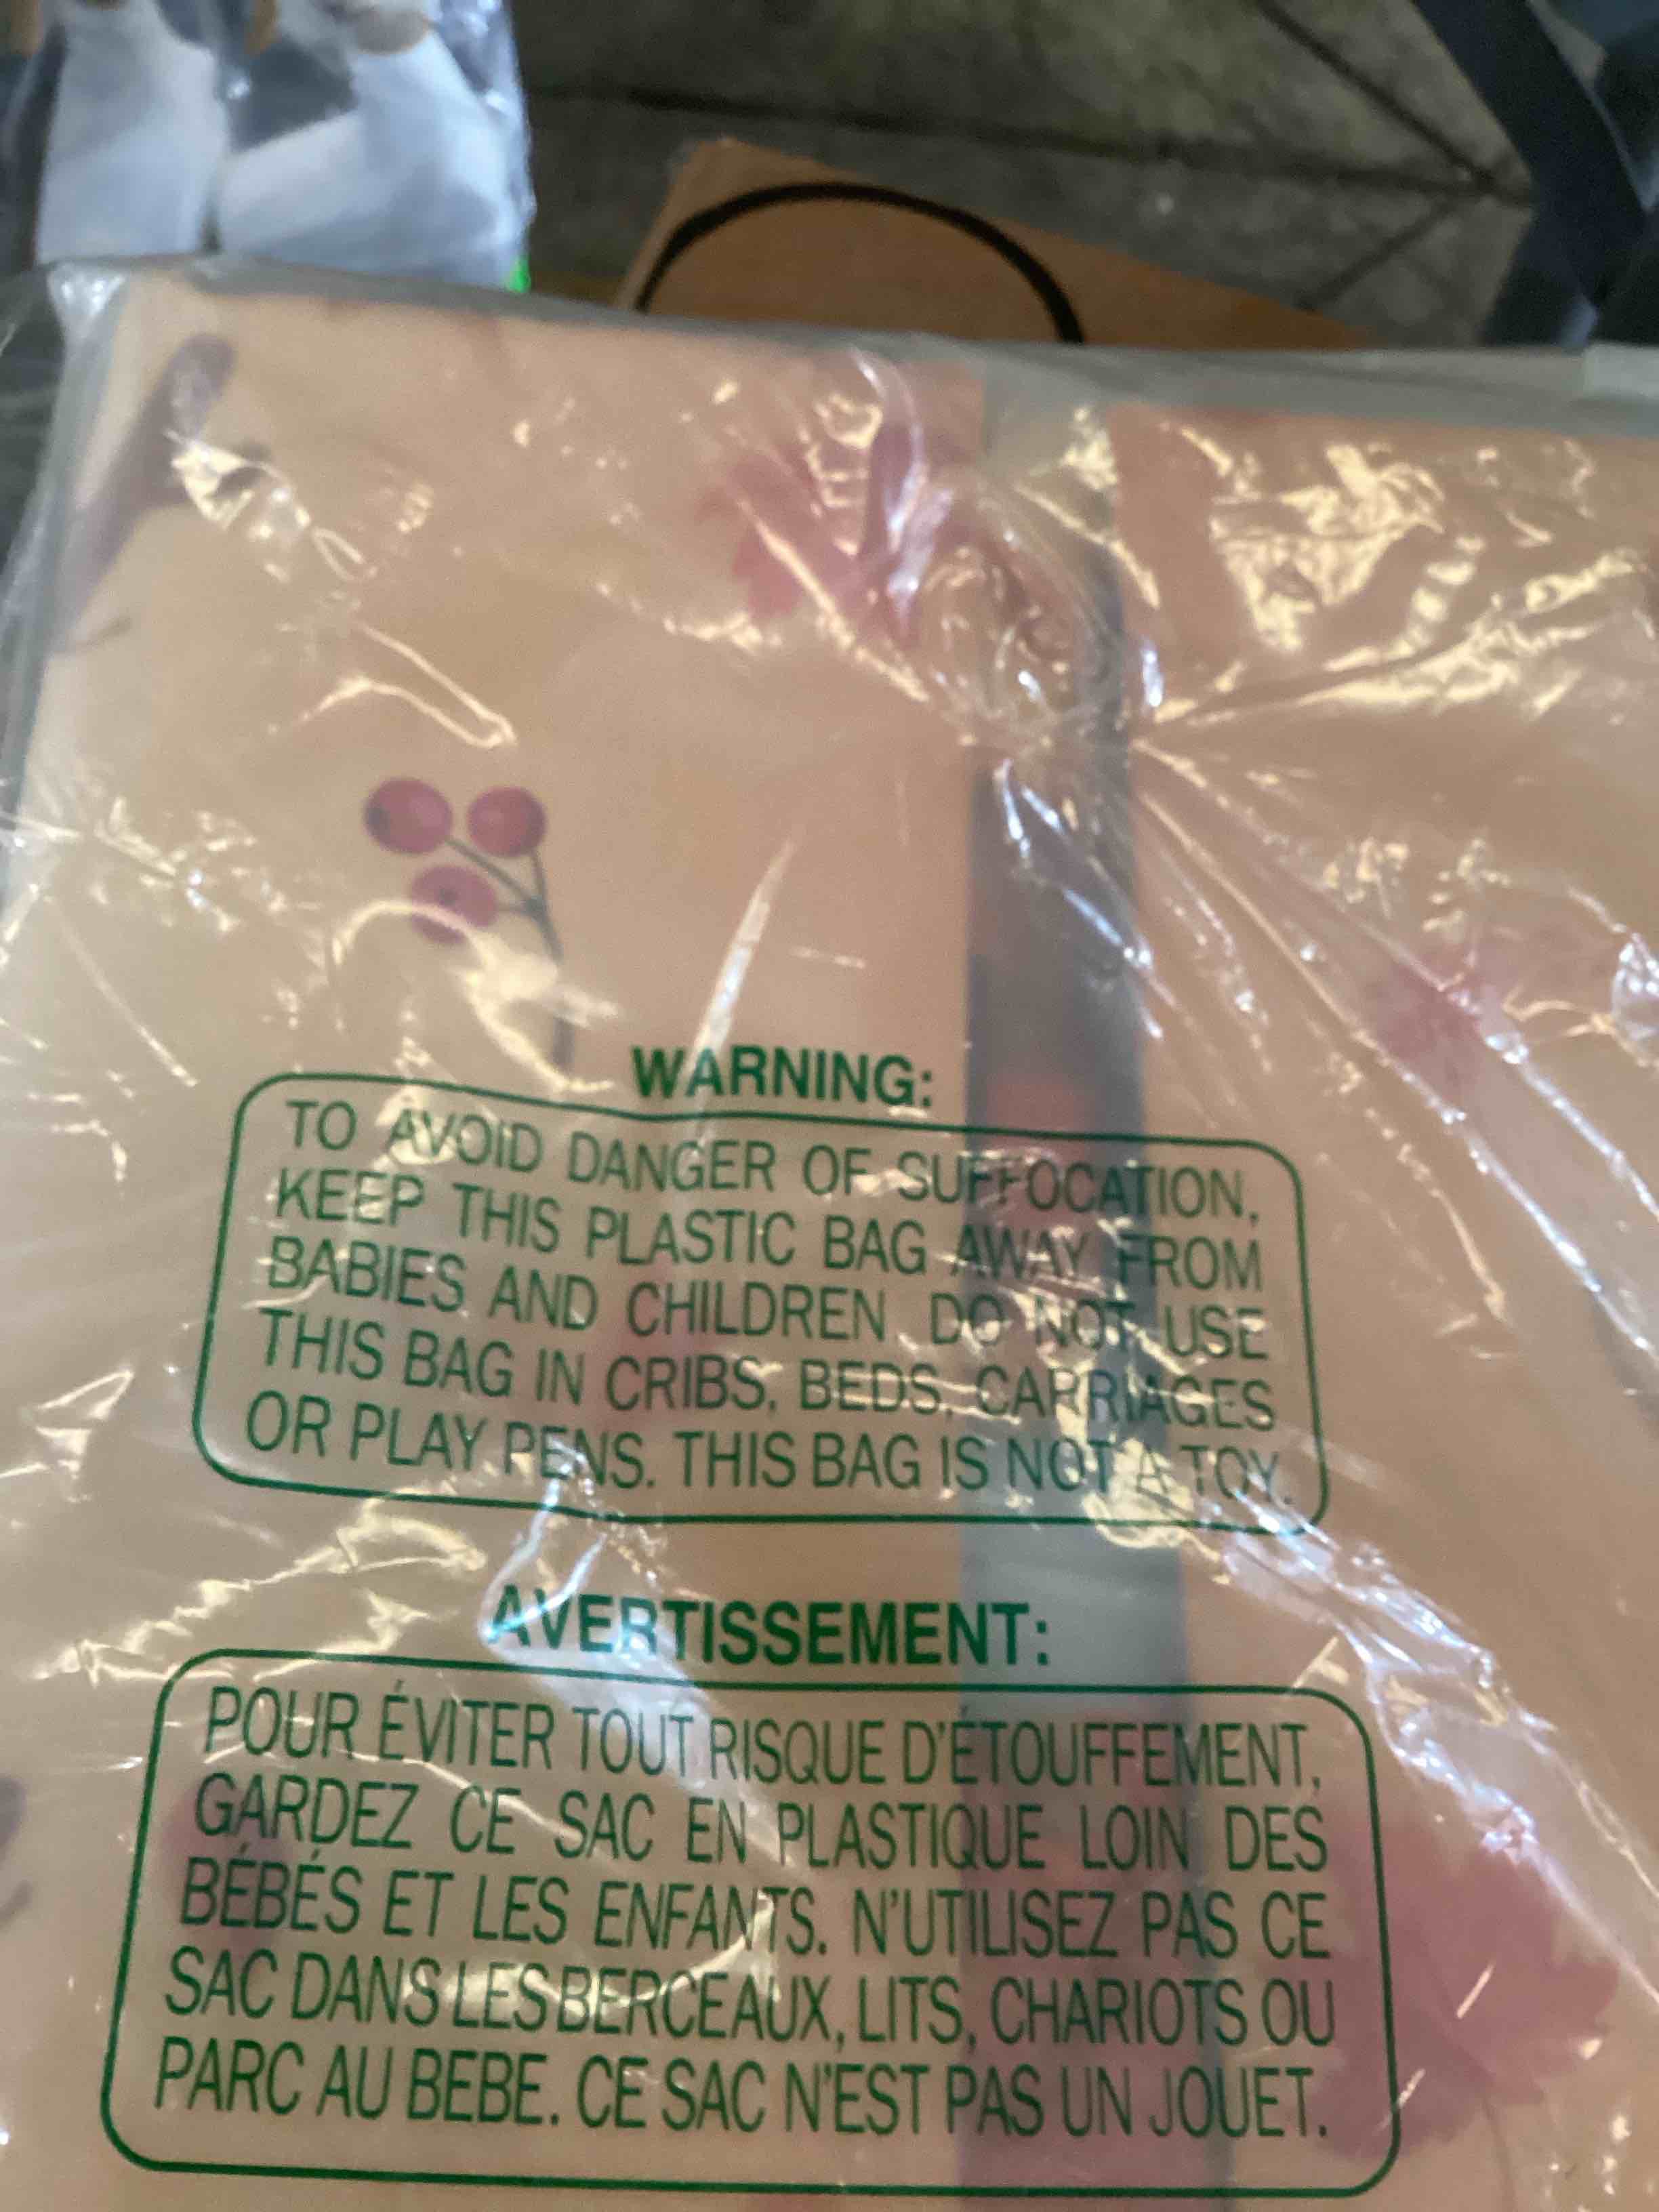 WARNING:
TO AVOID DANGER OF SUFFOCATION,
KEEP THIS PLASTIC BAG AWAY FROM
BABIES AND CHILDREN. DO NOT USE
THIS BAG IN CRIBS, BEDS, CARRIAGES
OR PLAY PENS. THIS BAG IS NOT A TOY.
AVERTISSEMENT:
POUR ÉVITER TOUT RISQUE D'ÉTOUFFEMENT,
GARDEZ CE SAC EN PLASTIQUE LOIN DES
BÉBÉS ET LES ENFANTS. N'UTILISEZ PAS CE
SAC DANS LES BERCEAUX, LITS, CHARIOTS OU
PARC AU BEBE. CE SAC N'EST PAS UN JOUET.